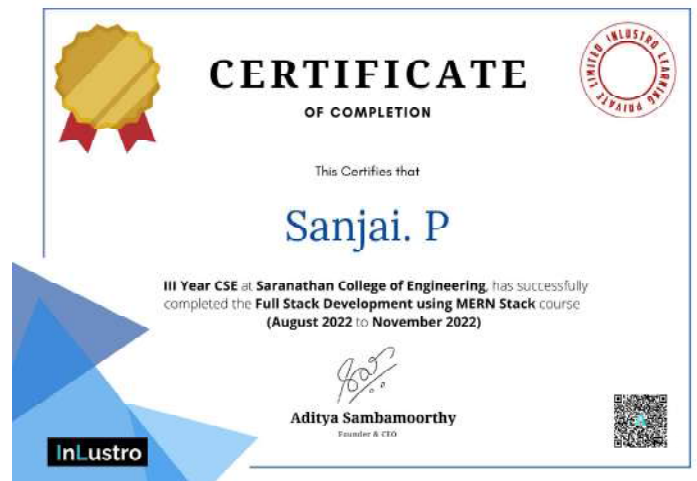 CERTIFICATE
OF COMPLETION
INLUSTRO LEARNING PRIVATE LIMITED
This Certifies that
Sanjai. P
III Year CSE at Saranathan College of Engineering, has successfully
completed the Full Stack Development using MERN Stack course
(August 2022 to November 2022)
Aditya Sambamoorthy
Founder & CEO
InLustro